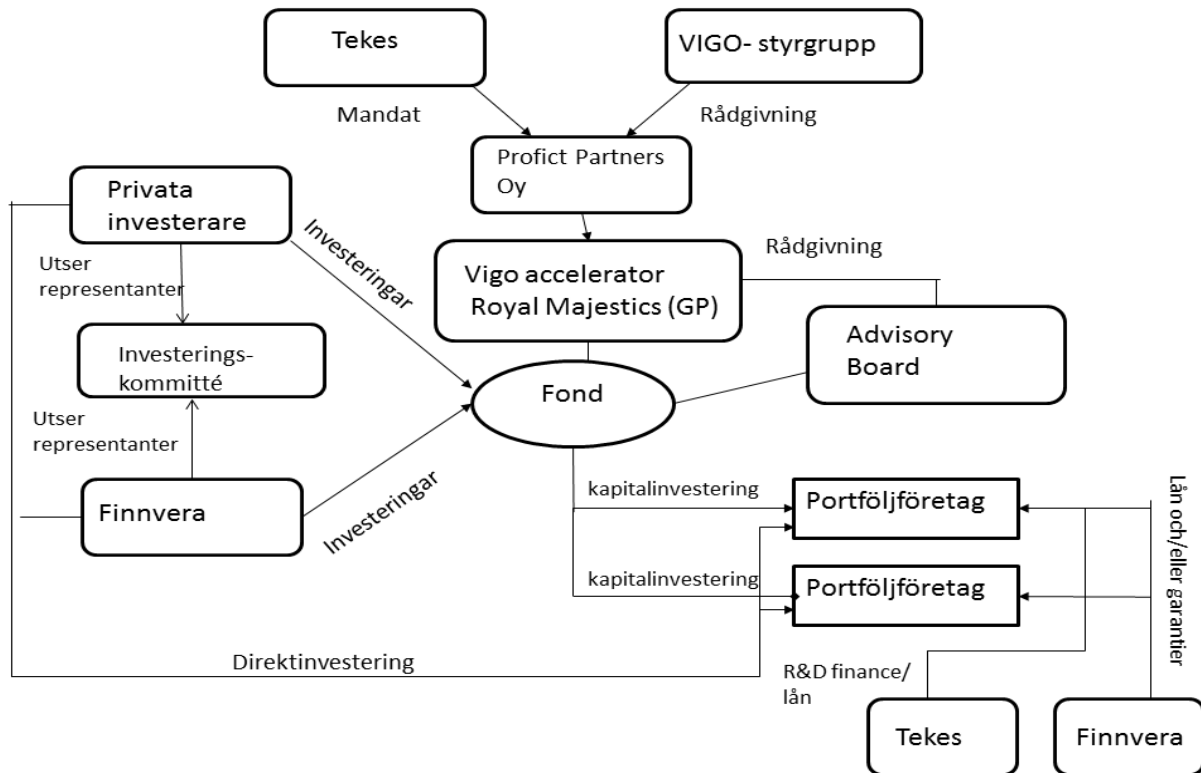 Tekes
VIGO- styrgrupp
Mandat
Rådgivning
Profict Partners
Oy
Privata
investerare
Investeringar
Vigo accelerator
Royal Majestics (GP)
Rådgivning
Utser
representanter
Investerings-
kommitté
Advisory
Board
Fond
Utser
representanter
Finnvera
Investeringar
kapitalinvestering
Portföljföretag
kapitalinvestering
Portföljföretag
Lån och/eller garantier
Direktinvestering
R&D finance/
lån
Tekes
Finnvera